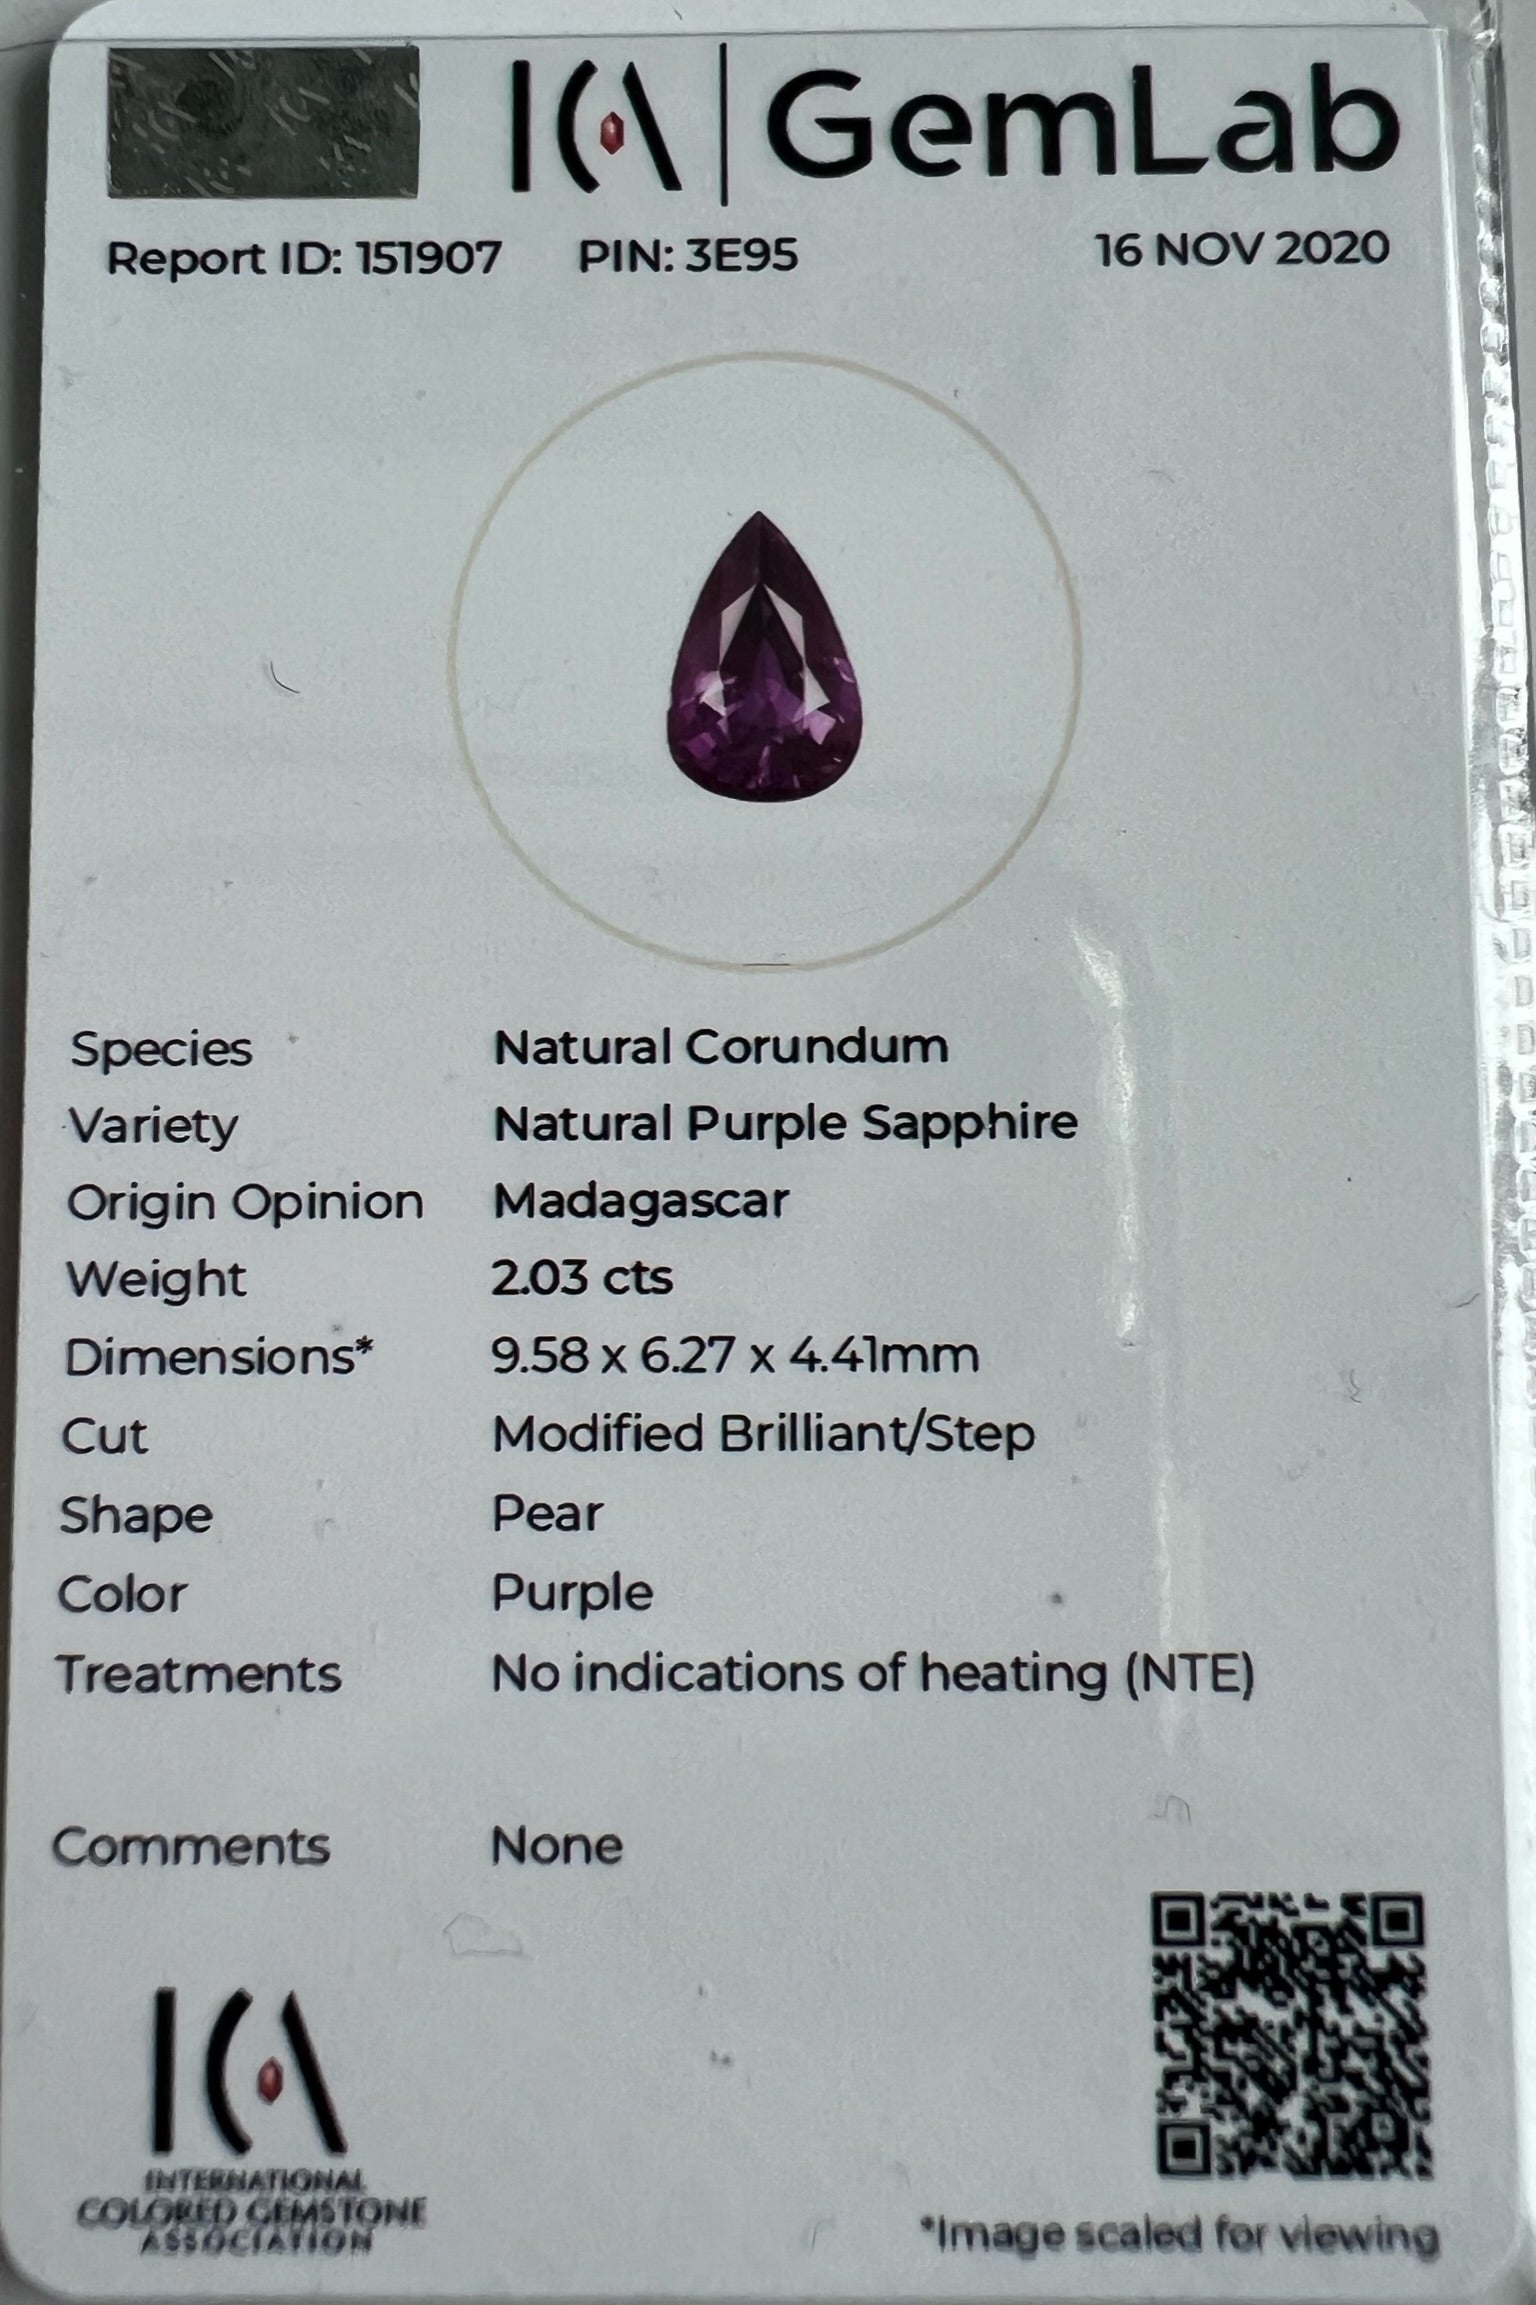 ICA | GemLab
Report ID: 151907 PIN: 3E95 16 NOV 2020
Species Natural Corundum
Variety Natural Purple Sapphire
Origin Opinion Madagascar
Weight 2.03 cts
Dimensions* 9.58 x 6.27 x 4.41mm
Cut Modified Brilliant/Step
Shape Pear
Color Purple
Treatments No indications of heating (NTE)
Comments None
ICA
INTERNATIONAL
COLORED GEMSTONE
ASSOCIATION
*Image scaled for viewing